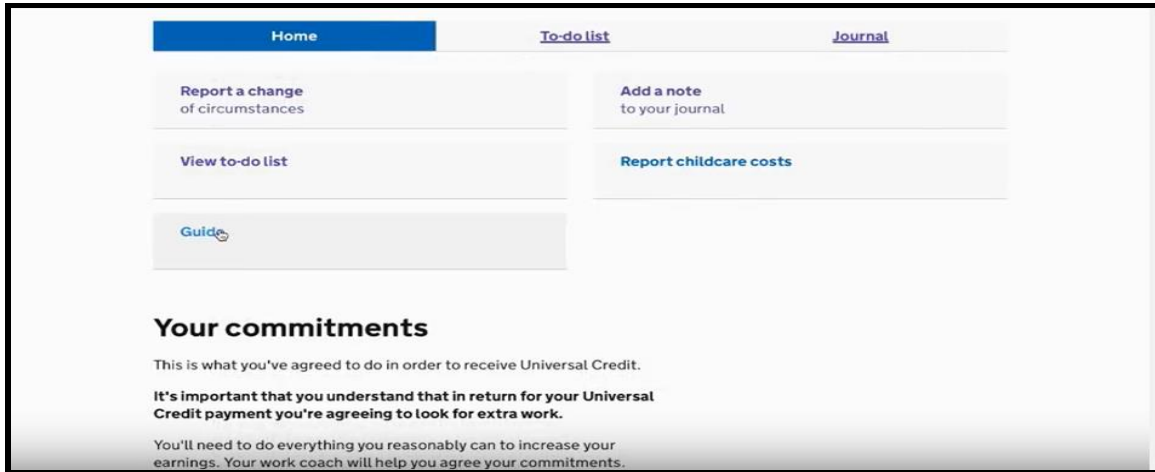 Home
To-do list
Journal
Report a change
of circumstances
Add a note
to your journal
View to-do list
Report childcare costs
Guide
Your commitments
This is what you've agreed to do in order to receive Universal Credit.
It's important that you understand that in return for your Universal
Credit payment you're agreeing to look for extra work.
You'll need to do everything you reasonably can to increase your
earnings. Your work coach will help you agree your commitments.